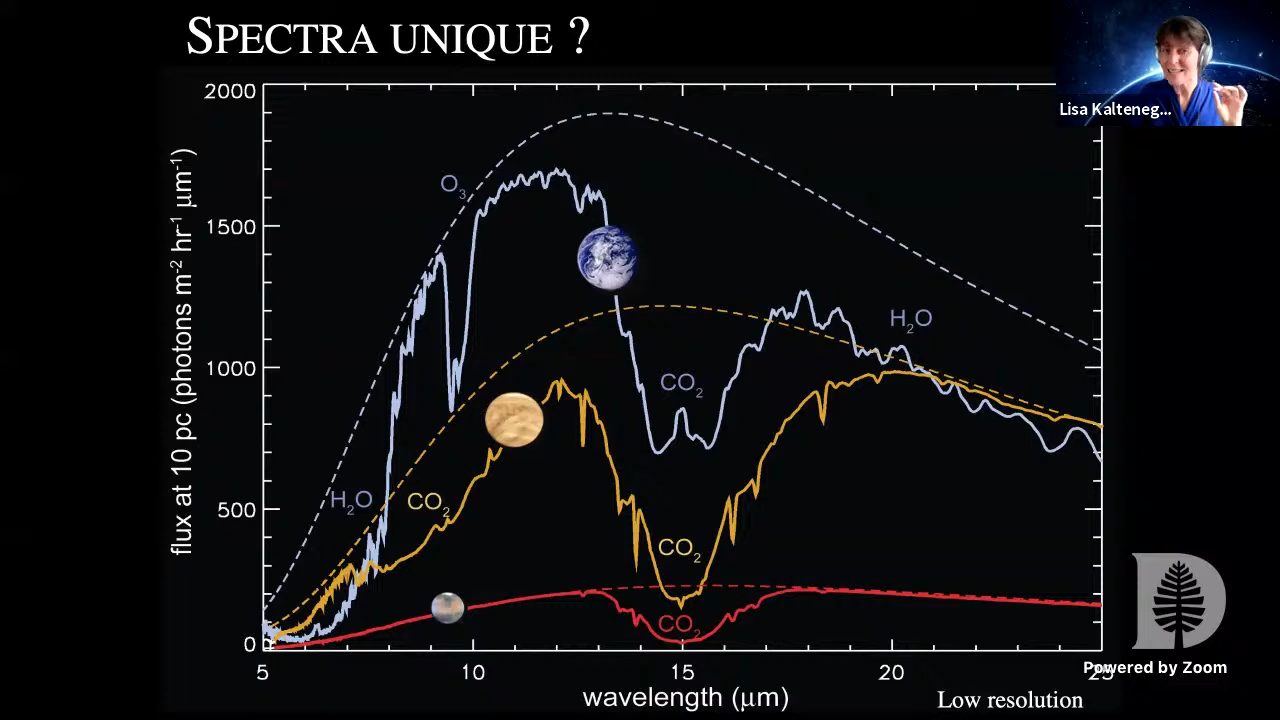 SPECTRA UNIQUE ?
Lisa Kalteneg...
flux at 10 pc (photons m⁻² hr⁻¹ μm⁻¹)
2000
1500
1000
500
0
O₃
H₂O
CO₂
CO₂
H₂O
CO₂
CO₂
5
10
15
20
25
wavelength (μm)
Low resolution
D
Powered by Zoom